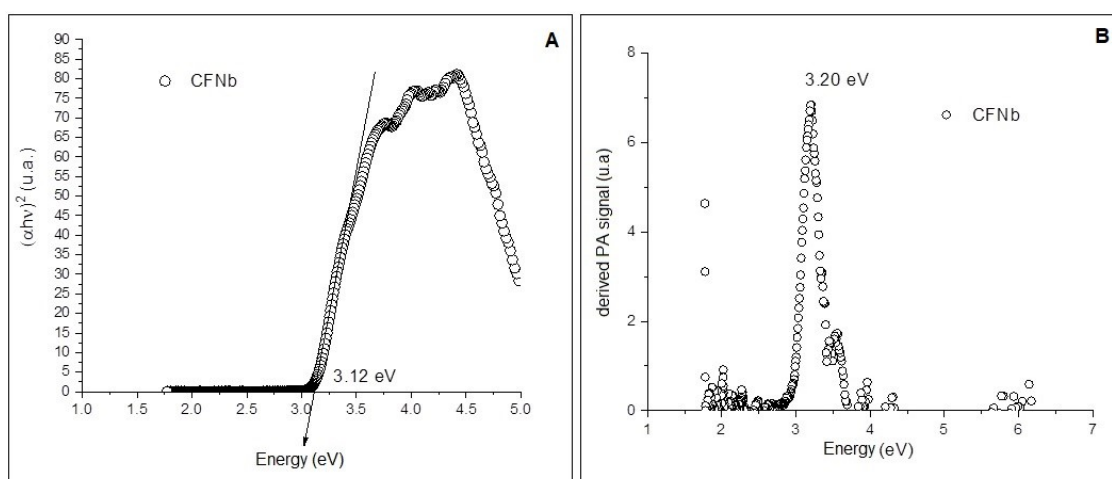 A
90
85
80
75
70
65
60
55
50
45
40
35
30
25
20
15
10
5
0
(αhν)² (u.a.)
CFNb
3.12 eV
1.0 1.5 2.0 2.5 3.0 3.5 4.0 4.5 5.0
Energy (eV)
B
8
6
4
2
0
derived PA signal (u.a)
3.20 eV
CFNb
1 2 3 4 5 6 7
Energy (eV)